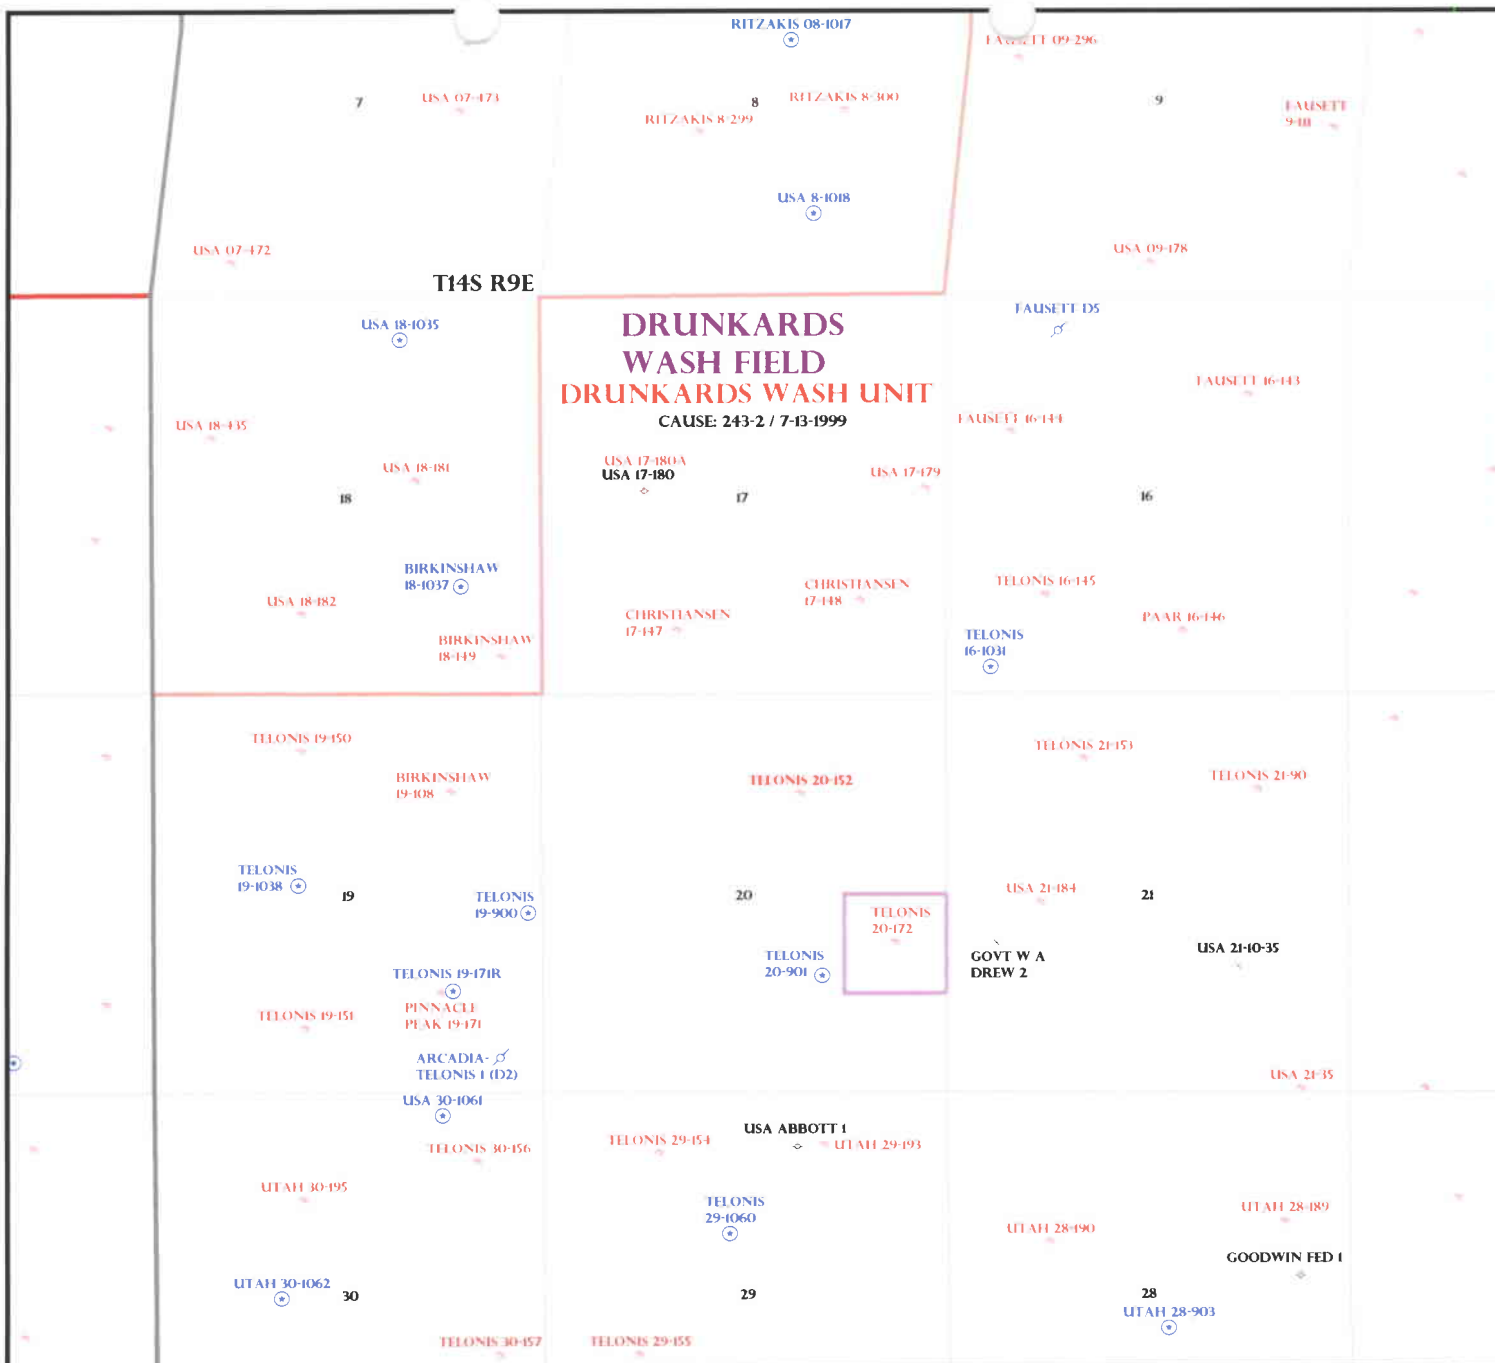 RITZAKIS 08-1017
FAUSETT 09-296
7
USA 07-473
8
RITZAKIS 8-300
9
FAUSETT
9-111
RITZAKIS 8-299
USA 8-1018
USA 07-472
USA 09-178
T14S R9E
USA 18-1035
DRUNKARDS
WASH FIELD
DRUNKARDS WASH UNIT
CAUSE: 243-2 / 7-13-1999
FAUSETT D5
FAUSETT 16-143
USA 18-435
FAUSETT 16-144
USA 18-181
USA 17-180A
USA 17-180
USA 17-179
18
17
16
BIRKINSHAW
18-1037
USA 18-182
CHRISTIANSEN
17-148
TELONIS 16-145
CHRISTIANSEN
17-147
PAAR 16-146
BIRKINSHAW
18-149
TELONIS
16-1031
TELONIS 19-150
TELONIS 21-153
BIRKINSHAW
19-108
TELONIS 20-152
TELONIS 21-90
TELONIS
19-1038
19
TELONIS
19-900
20
TELONIS
20-172
USA 21-184
21
TELONIS
20-901
GOVT W A
DREW 2
USA 21-10-35
TELONIS 19-171R
TELONIS 19-151
PINNACLE
PEAK 19-171
ARCADIA-
TELONIS 1 (D2)
USA 21-35
USA 30-1061
USA ABBOTT 1
TELONIS 30-156
TELONIS 29-154
UTAH 29-193
UTAH 30-195
TELONIS
29-1060
UTAH 28-189
UTAH 28-190
GOODWIN FED 1
UTAH 30-1062
30
29
28
UTAH 28-903
TELONIS 30-157
TELONIS 29-155